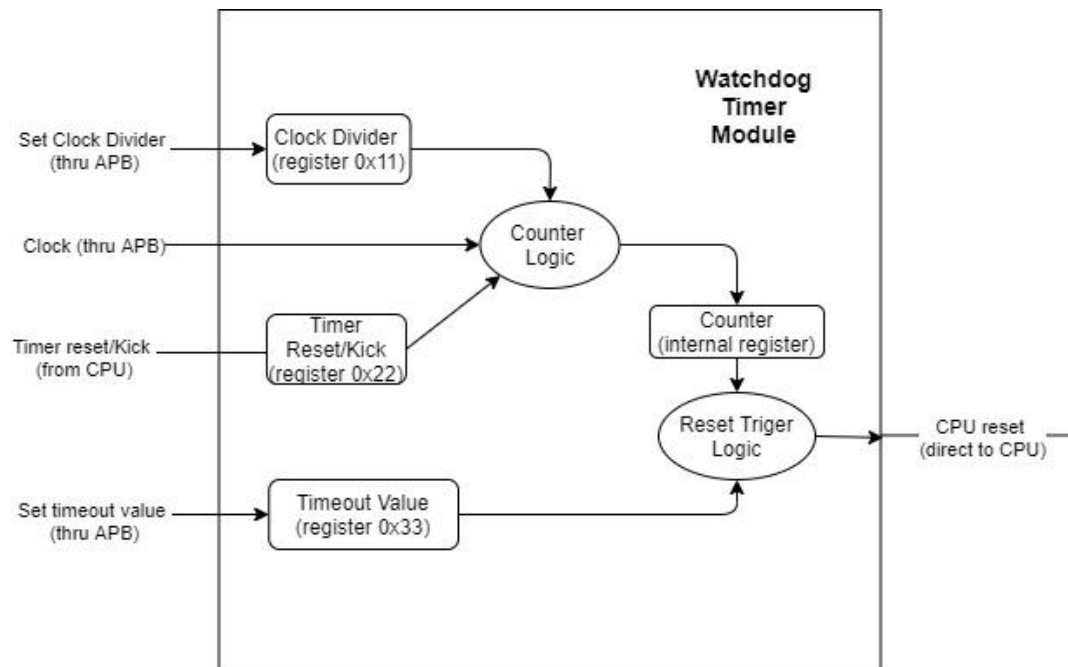 Watchdog
Timer
Module
Set Clock Divider
(thru APB)
Clock Divider
(register 0x11)
Clock (thru APB)
Counter
Logic
Timer reset/Kick
(from CPU)
Timer
Reset/Kick
(register 0x22)
Counter
(internal register)
Reset Triger
Logic
CPU reset
(direct to CPU)
Set timeout value
(thru APB)
Timeout Value
(register 0x33)